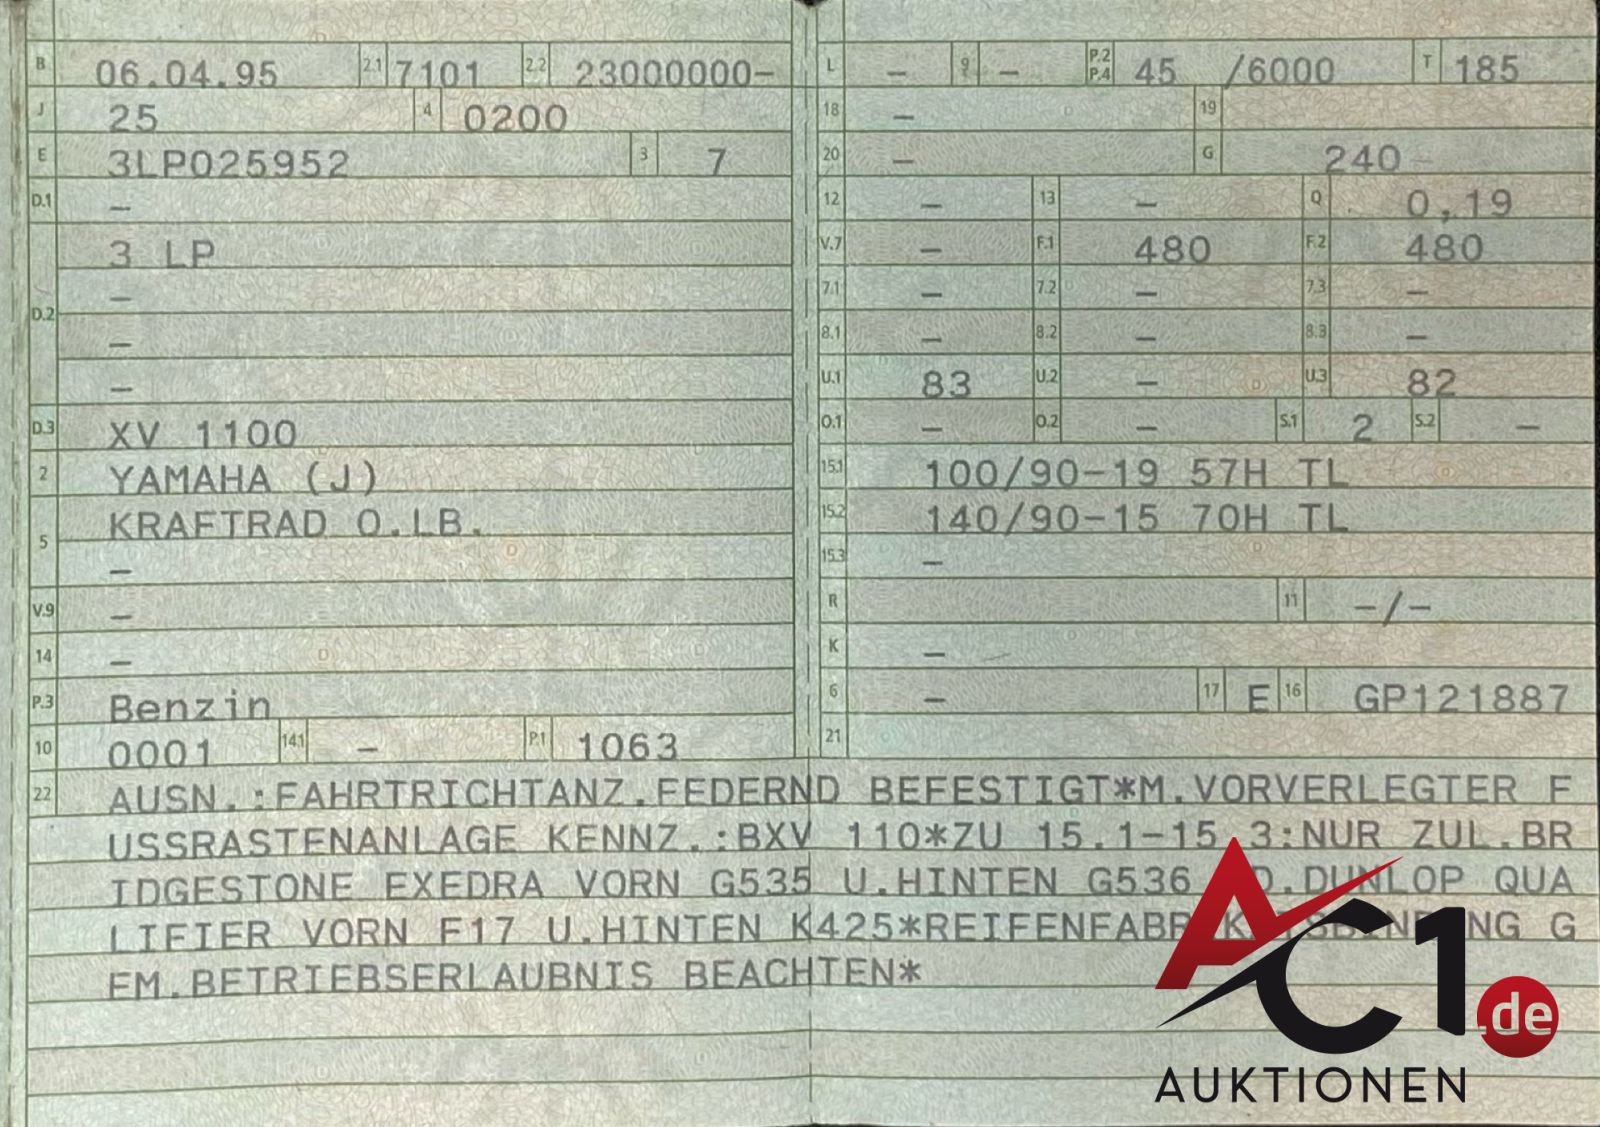 B 06.04.95 2.1 7101 2.2 23000000-
J 25 4 0200
E 3LP025952 3 7
D.1 –
3 LP
–
D.2
–
–
D.3 XV 1100
2 YAMAHA (J)
KRAFTRAD O.LB.
5
–
V.9 –
14 –
P.3 Benzin
10 0001 14.1 – P.1 1063
L – 9 – P.2 P.4 45 /6000 T 185
18 – 19
20 – G 240-
12 – 13 – Q 0,19
V.7 – F.1 480 F.2 480
7.1 – 7.2 – 7.3 –
8.1 – 8.2 – 8.3 –
U.1 83 U.2 – U.3 82
O.1 – O.2 – S.1 2 S.2 –
15.1 100/90-19 57H TL
15.2 140/90-15 70H TL
15.3 –
R 11 –/–
K –
6 – 17 E 16 GP121887
21
22 AUSN.:FAHRTRICHTANZ.FEDERND BEFESTIGT*M.VORVERLEGTER F
USSRASTENANLAGE KENNZ.:BXV 110*ZU 15.1-15.3:NUR ZUL.BR
IDGESTONE EXEDRA VORN G535 U.HINTEN G536 O.DUNLOP QUA
LIFIER VORN F17 U.HINTEN K425*REIFENFABRIKATSBINDUNG G
EM.BETRIEBSERLAUBNIS BEACHTEN*
AC1.de
AUKTIONEN